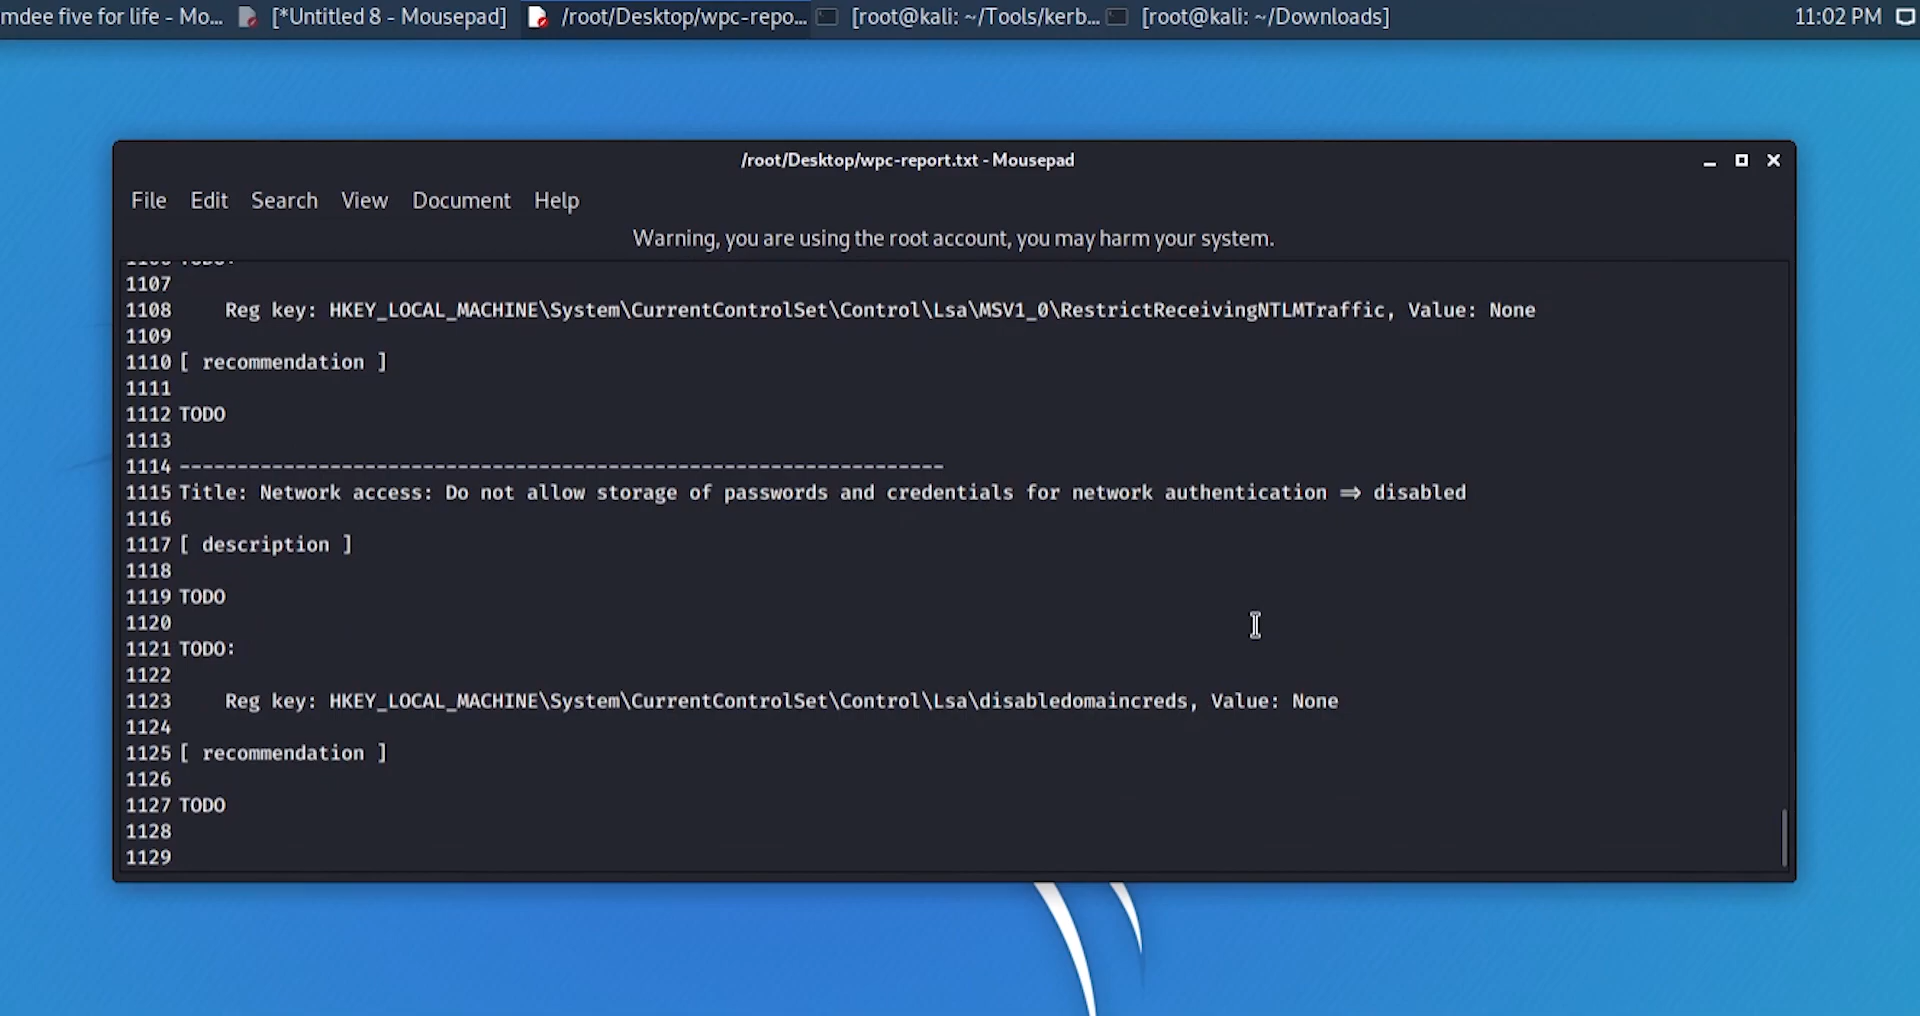 mdee five for life - Mo... [*Untitled 8 - Mousepad] /root/Desktop/wpc-repo... [root@kali: ~/Tools/kerb... [root@kali: ~/Downloads] 11:02 PM
/root/Desktop/wpc-report.txt - Mousepad
File Edit Search View Document Help
Warning, you are using the root account, you may harm your system.
1106 TODO:
1107
1108 Reg key: HKEY_LOCAL_MACHINE\System\CurrentControlSet\Control\Lsa\MSV1_0\RestrictReceivingNTLMTraffic, Value: None
1109
1110 [ recommendation ]
1111
1112 TODO
1113
1114 ------------------------------------------------------------------
1115 Title: Network access: Do not allow storage of passwords and credentials for network authentication => disabled
1116
1117 [ description ]
1118
1119 TODO
1120
1121 TODO:
1122
1123 Reg key: HKEY_LOCAL_MACHINE\System\CurrentControlSet\Control\Lsa\disabledomaincreds, Value: None
1124
1125 [ recommendation ]
1126
1127 TODO
1128
1129